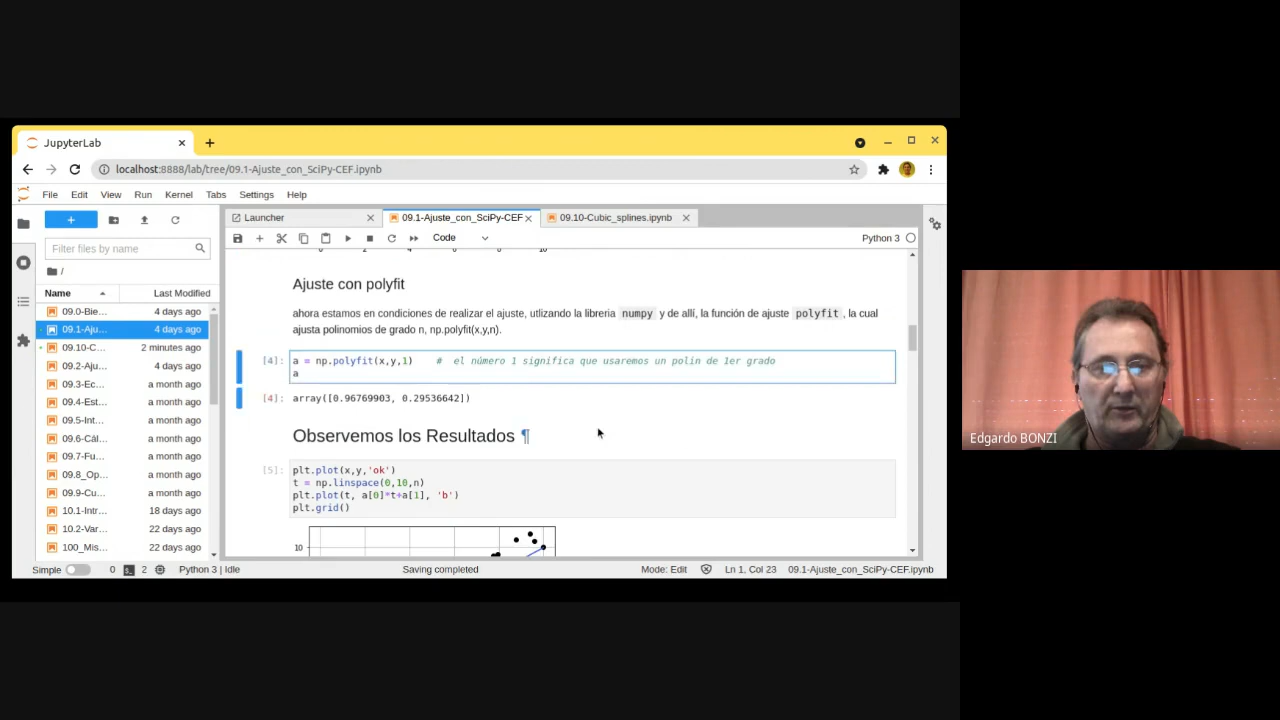 JupyterLab
localhost:8888/lab/tree/09.1-Ajuste_con_SciPy-CEF.ipynb
File Edit View Run Kernel Tabs Settings Help
Launcher
09.1-Ajuste_con_SciPy-CEF
09.10-Cubic_splines.ipynb
Code
Python 3
Filter files by name
/
Name Last Modified
09.0-Bie... 4 days ago
09.1-Aju... 4 days ago
09.10-C... 2 minutes ago
09.2-Aju... 4 days ago
09.3-Ec... a month ago
09.4-Est... a month ago
09.5-Int... a month ago
09.6-Cál... a month ago
09.7-Fu... a month ago
09.8_Op... a month ago
09.9-Cu... a month ago
10.1-Intr... 18 days ago
10.2-Var... 22 days ago
100_Mis... 22 days ago
Ajuste con polyfit
ahora estamos en condiciones de realizar el ajuste, utlizando la libreria numpy y de allí, la función de ajuste polyfit, la cual
ajusta polinomios de grado n, np.polyfit(x,y,n).
[4]: a = np.polyfit(x,y,1) # el número 1 significa que usaremos un polin de 1er grado
a
[4]: array([0.96769903, 0.29536642])
Observemos los Resultados ¶
[5]: plt.plot(x,y,'ok')
t = np.linspace(0,10,n)
plt.plot(t, a[0]*t+a[1], 'b')
plt.grid()
10
Simple 0 2 Python 3 | Idle Saving completed Mode: Edit Ln 1, Col 23 09.1-Ajuste_con_SciPy-CEF.ipynb
Edgardo BONZI